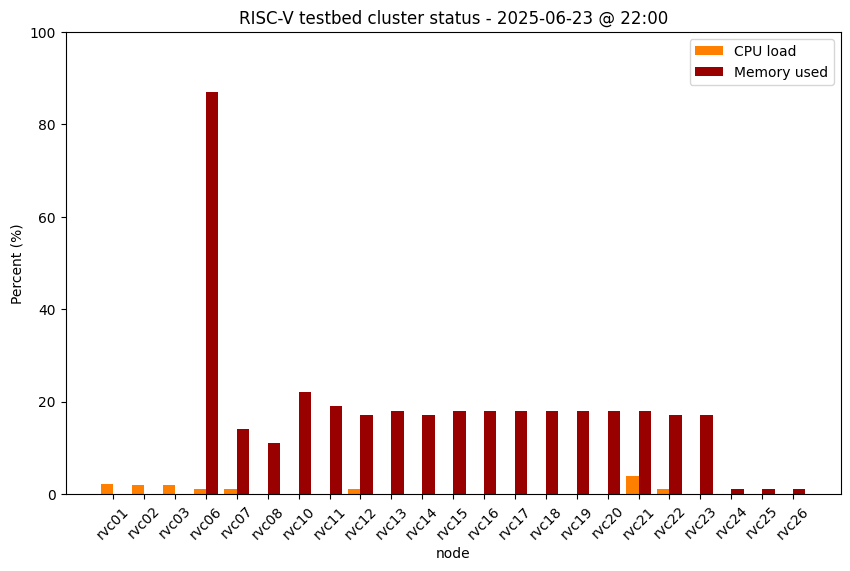 RISC-V testbed cluster status - 2025-06-23 @ 22:00
CPU load
Memory used
Percent (%)
100
80
60
40
20
0
rvc01
rvc02
rvc03
rvc06
rvc07
rvc08
rvc10
rvc11
rvc12
rvc13
rvc14
rvc15
rvc16
rvc17
rvc18
rvc19
rvc20
rvc21
rvc22
rvc23
rvc24
rvc25
rvc26
node